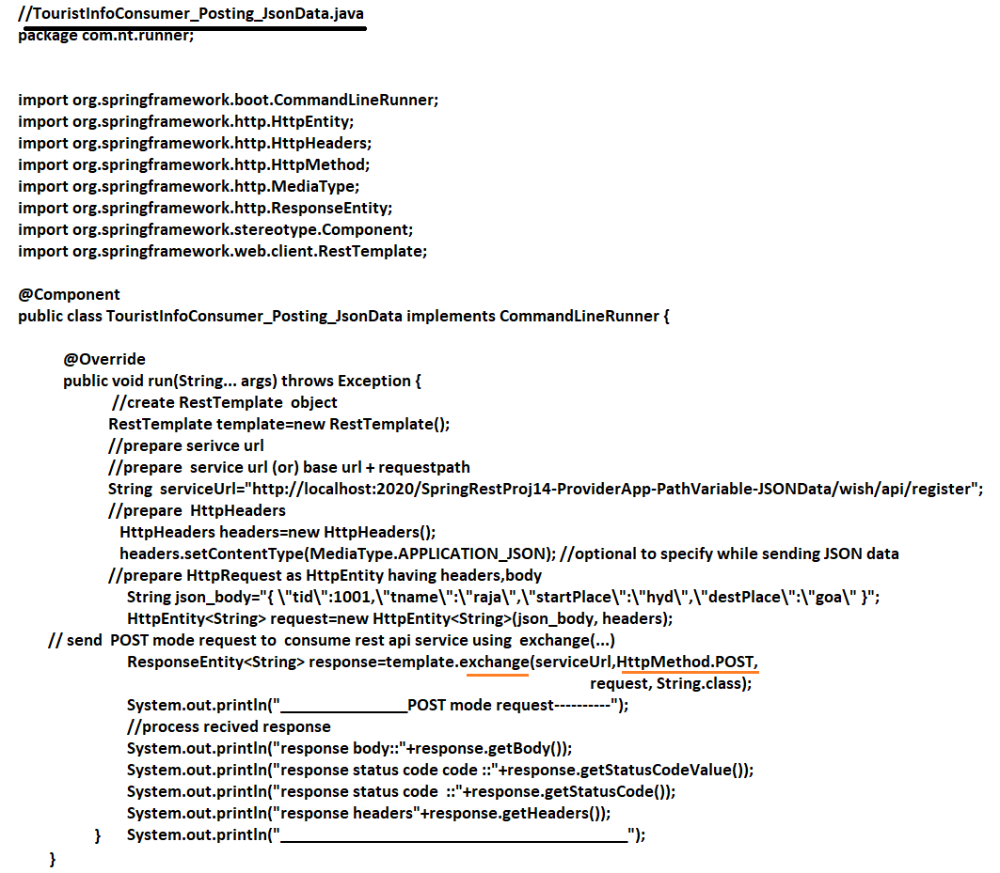 //TouristInfoConsumer_Posting_JsonData.java
package com.nt.runner;
import org.springframework.boot.CommandLineRunner;
import org.springframework.http.HttpEntity;
import org.springframework.http.HttpHeaders;
import org.springframework.http.HttpMethod;
import org.springframework.http.MediaType;
import org.springframework.http.ResponseEntity;
import org.springframework.stereotype.Component;
import org.springframework.web.client.RestTemplate;
@Component
public class TouristInfoConsumer_Posting_JsonData implements CommandLineRunner {
@Override
public void run(String... args) throws Exception {
//create RestTemplate object
RestTemplate template=new RestTemplate();
//prepare serivce url
//prepare service url (or) base url + requestpath
String serviceUrl="http://localhost:2020/SpringRestProj14-ProviderApp-PathVariable-JSONData/wish/api/register";
//prepare HttpHeaders
HttpHeaders headers=new HttpHeaders();
headers.setContentType(MediaType.APPLICATION_JSON); //optional to specify while sending JSON data
//prepare HttpRequest as HttpEntity having headers,body
String json_body="{ \"tid\":1001,\"tname\":\"raja\",\"startPlace\":\"hyd\",\"destPlace\":\"goa\" }";
HttpEntity<String> request=new HttpEntity<String>(json_body, headers);
// send POST mode request to consume rest api service using exchange(...)
ResponseEntity<String> response=template.exchange(serviceUrl,HttpMethod.POST,
request, String.class);
System.out.println("________________POST mode request----------");
//process recived response
System.out.println("response body::"+response.getBody());
System.out.println("response status code code ::"+response.getStatusCodeValue());
System.out.println("response status code ::"+response.getStatusCode());
System.out.println("response headers"+response.getHeaders());
} System.out.println("____________________________________________");
}